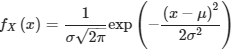 f_X (x) = \frac{1}{\sigma\sqrt{2\pi}} exp \left( -\frac{(x - \mu)^2}{2\sigma^2} \right)